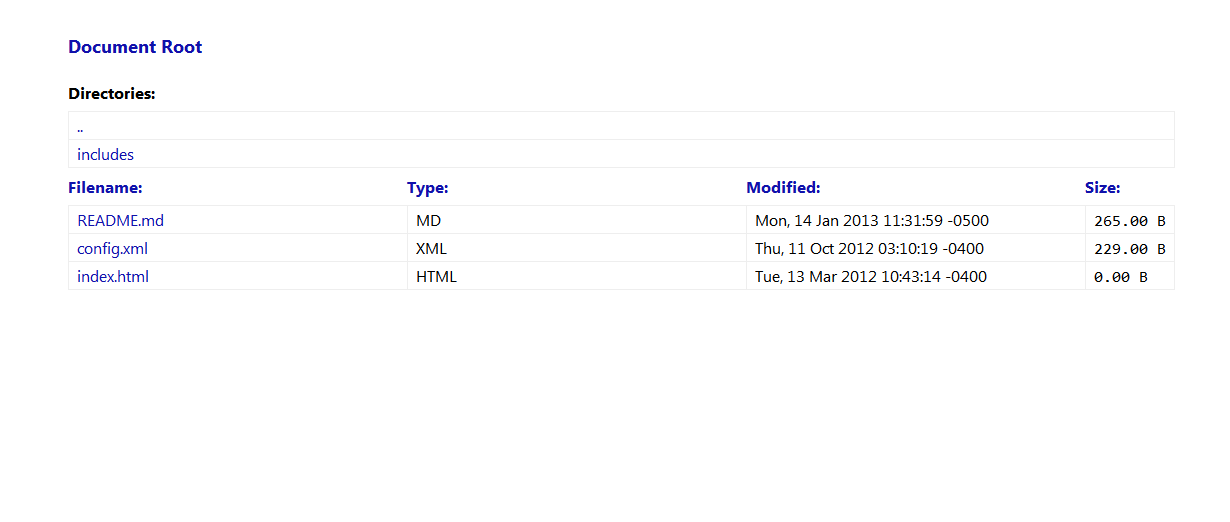 Document Root
Directories:
..
includes
Filename: Type: Modified: Size:
README.md MD Mon, 14 Jan 2013 11:31:59 -0500 265.00 B
config.xml XML Thu, 11 Oct 2012 03:10:19 -0400 229.00 B
index.html HTML Tue, 13 Mar 2012 10:43:14 -0400 0.00 B